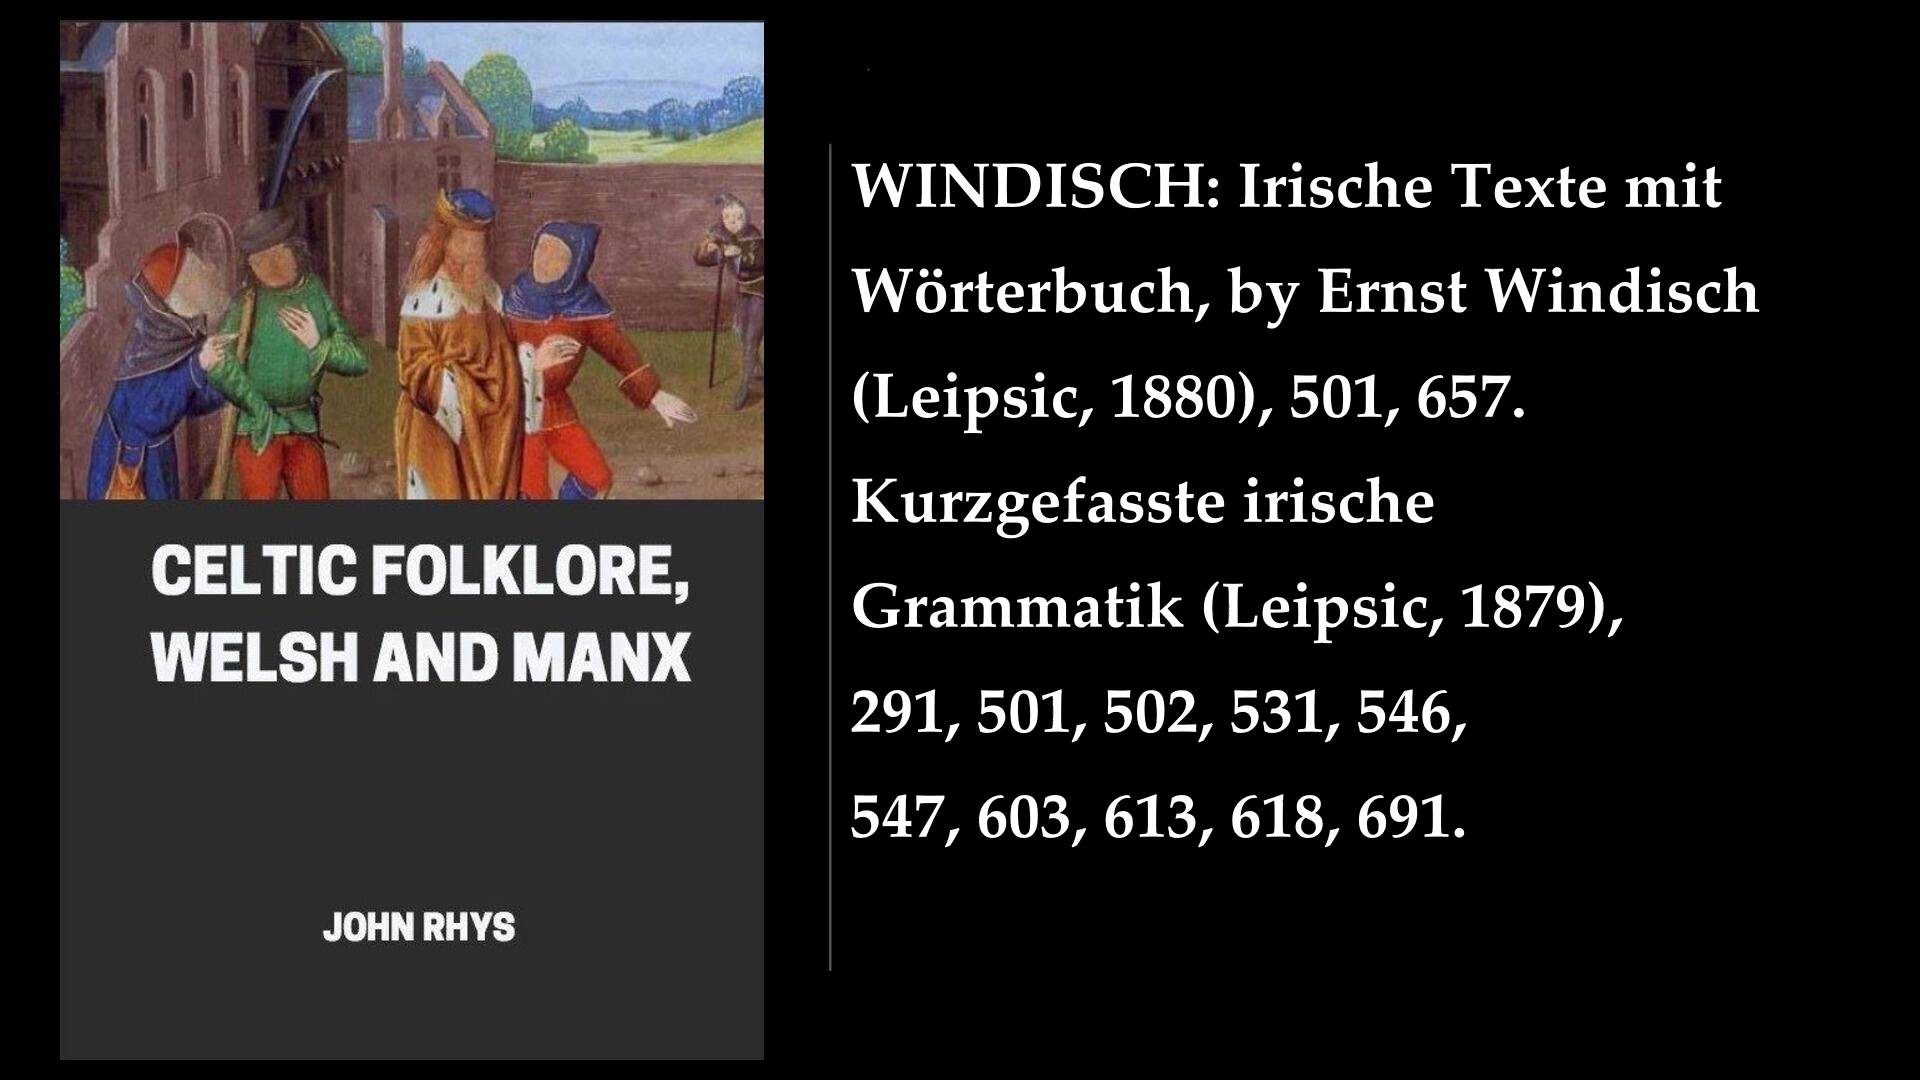 CELTIC FOLKLORE,
WELSH AND MANX
JOHN RHYS
WINDISCH: Irische Texte mit
Wörterbuch, by Ernst Windisch
(Leipsic, 1880), 501, 657.
Kurzgefasste irische
Grammatik (Leipsic, 1879),
291, 501, 502, 531, 546,
547, 603, 613, 618, 691.